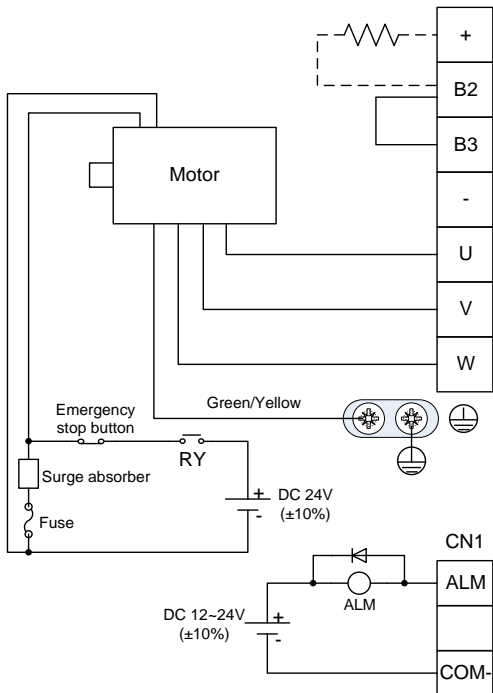 +
B2
B3
-
Motor
U
V
W
Green/Yellow
Emergency
stop button
RY
Surge absorber
+
-
DC 24V
(±10%)
Fuse
CN1
ALM
ALM
DC 12~24V
(±10%)
+
-
COM-